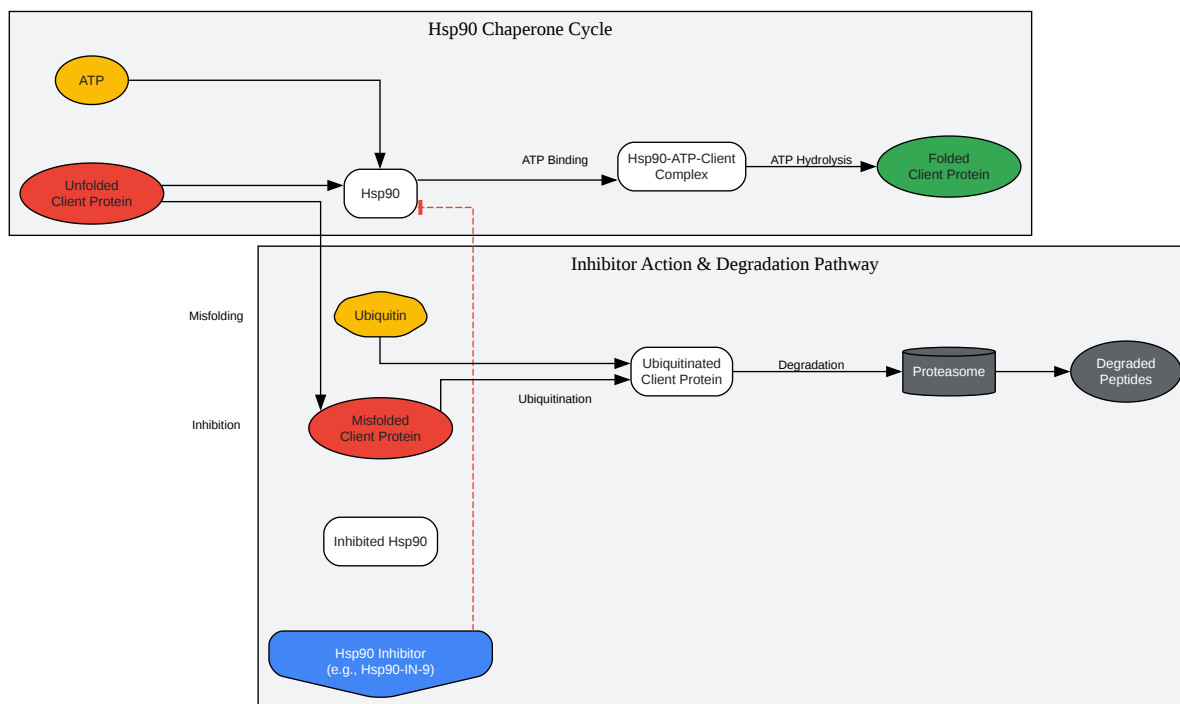 Hsp90 Chaperone Cycle
ATP
Unfolded
Client Protein
Hsp90
ATP Binding
Hsp90-ATP-Client
Complex
ATP Hydrolysis
Folded
Client Protein
Inhibitor Action & Degradation Pathway
Misfolding
Ubiquitin
Ubiquitinated
Client Protein
Degradation
Proteasome
Degraded
Peptides
Ubiquitination
Inhibition
Misfolded
Client Protein
Inhibited Hsp90
Hsp90 Inhibitor
(e.g., Hsp90-IN-9)